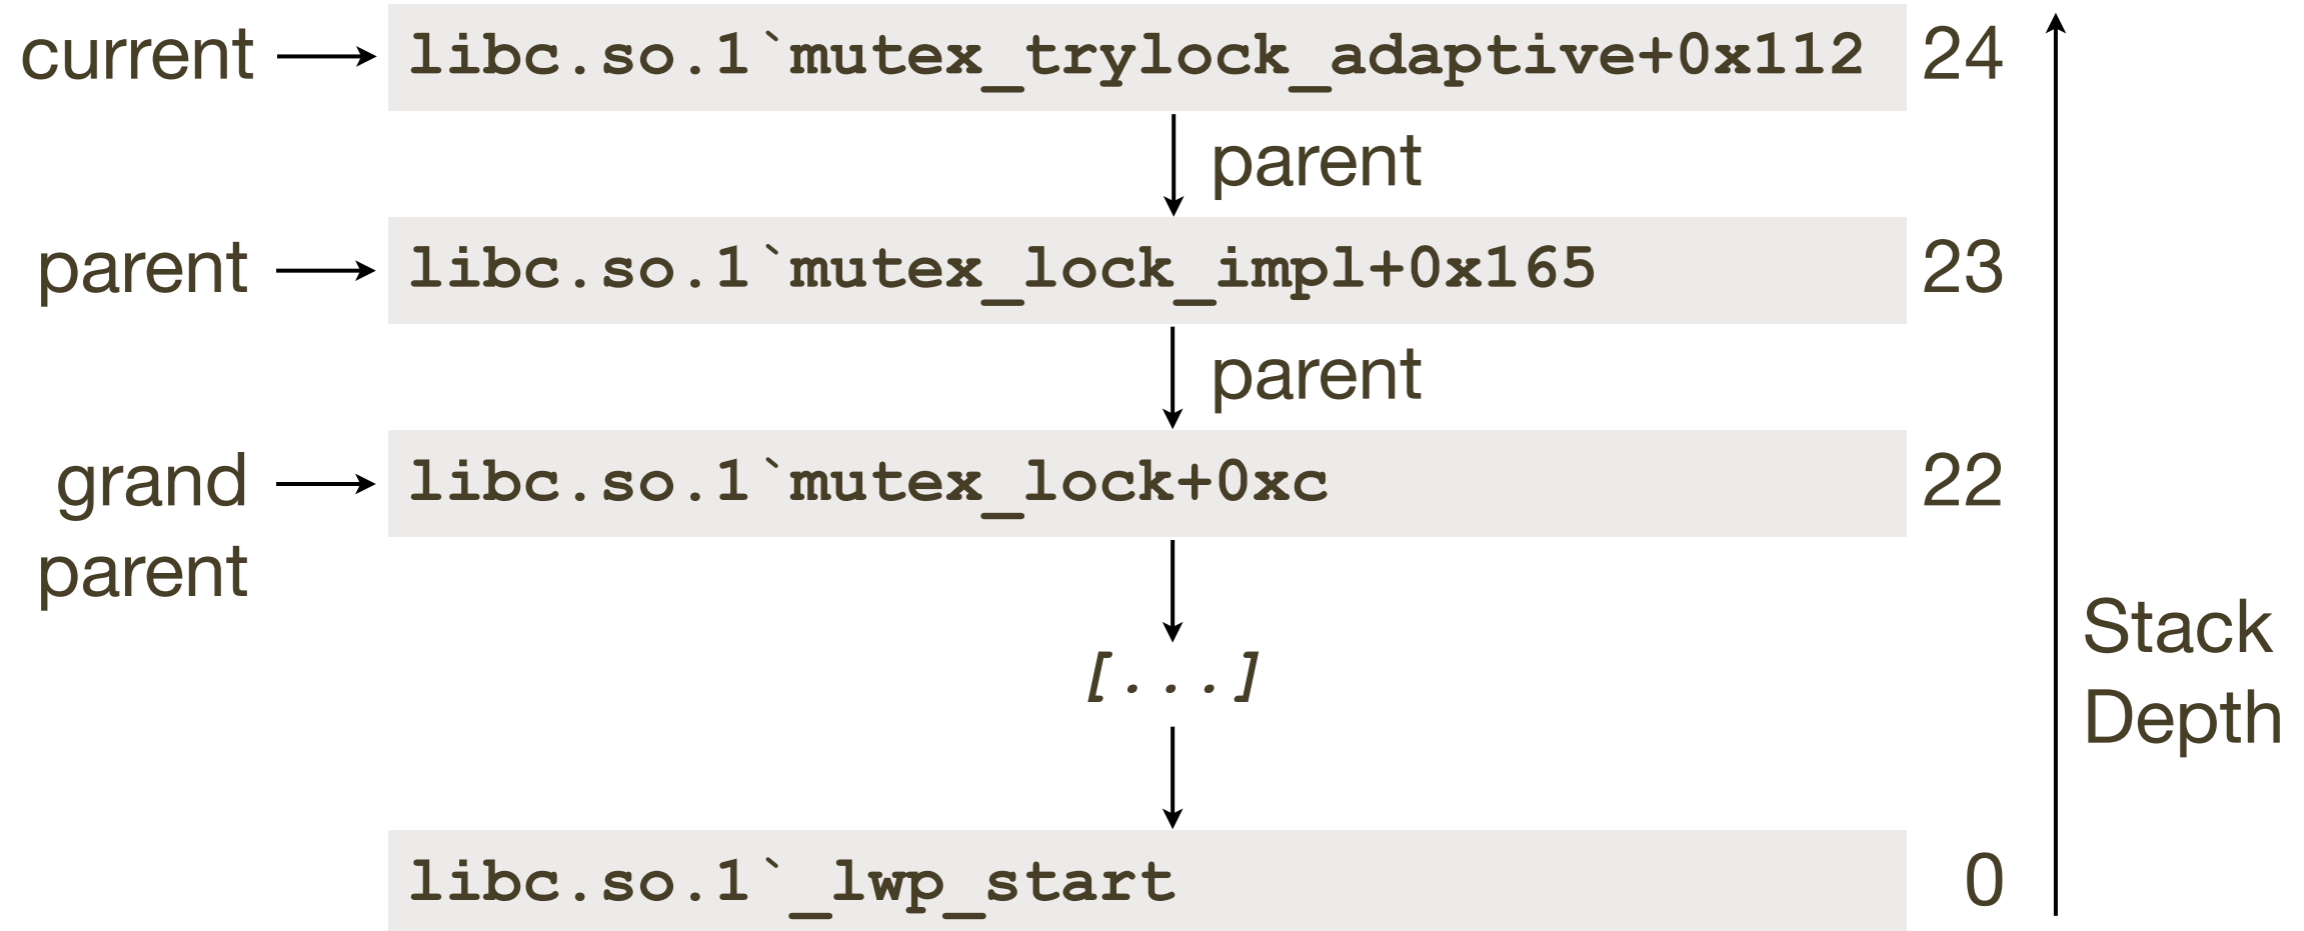 current
libc.so.1`mutex_trylock_adaptive+0x112
24
parent
parent
libc.so.1`mutex_lock_impl+0x165
23
parent
grand
parent
libc.so.1`mutex_lock+0xc
22
[...]
Stack
Depth
libc.so.1`_lwp_start
0